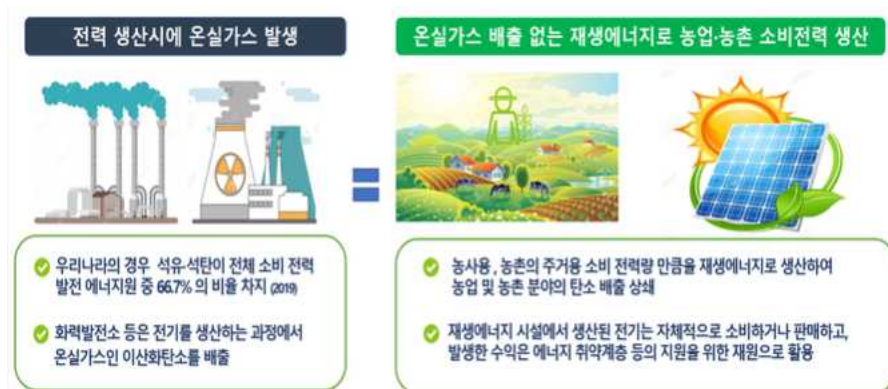 전력 생산시에 온실가스 발생
온실가스 배출 없는 재생에너지로 농업·농촌 소비전력 생산
우리나라의 경우 석유·석탄이 전체 소비 전력
발전 에너지원 중 66.7% 의 비율 차지 (2019)
화력발전소 등은 전기를 생산하는 과정에서
온실가스인 이산화탄소를 배출
농사용, 농촌의 주거용 소비 전력량 만큼을 재생에너지로 생산하여
농업 및 농촌 분야의 탄소 배출 상쇄
재생에너지 시설에서 생산된 전기는 자체적으로 소비하거나 판매하고,
발생한 수익은 에너지 취약계층 등의 지원을 위한 재원으로 활용